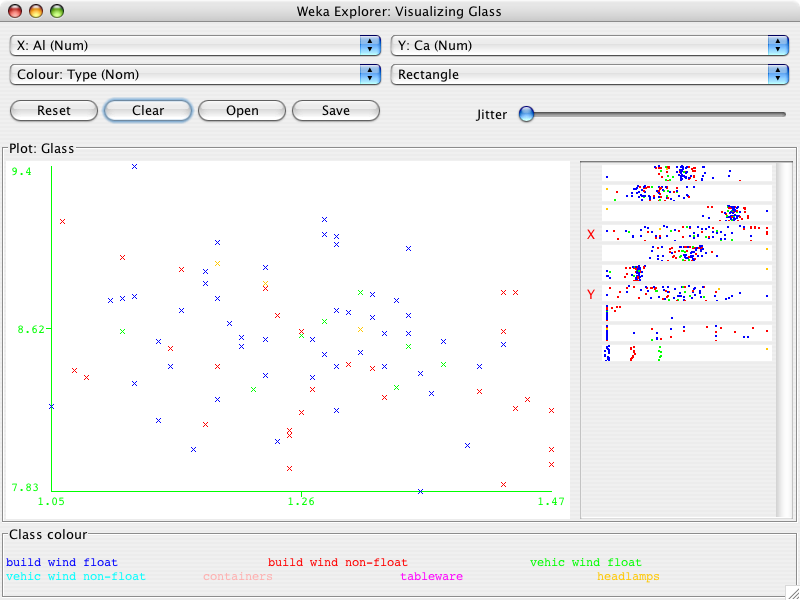 Weka Explorer: Visualizing Glass
X: Al (Num) Y: Ca (Num)
Colour: Type (Nom) Rectangle
Reset Clear Open Save Jitter
Plot: Glass
9.4
X
Y
8.62
7.83
1.05 1.26 1.47
Class colour
build wind float build wind non-float vehic wind float
vehic wind non-float containers tableware headlamps